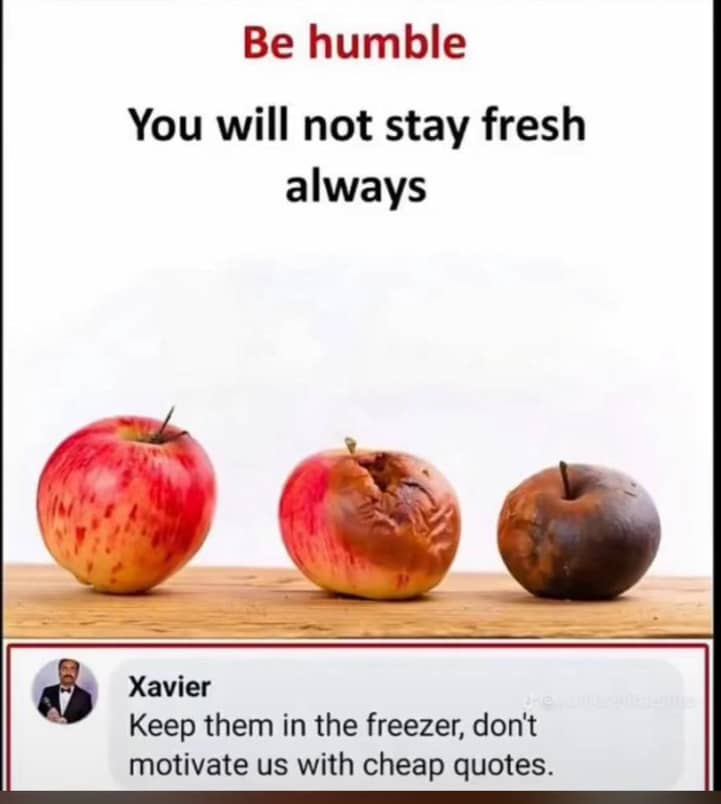 Be humble
You will not stay fresh
always
Xavier
Keep them in the freezer, don't
motivate us with cheap quotes.